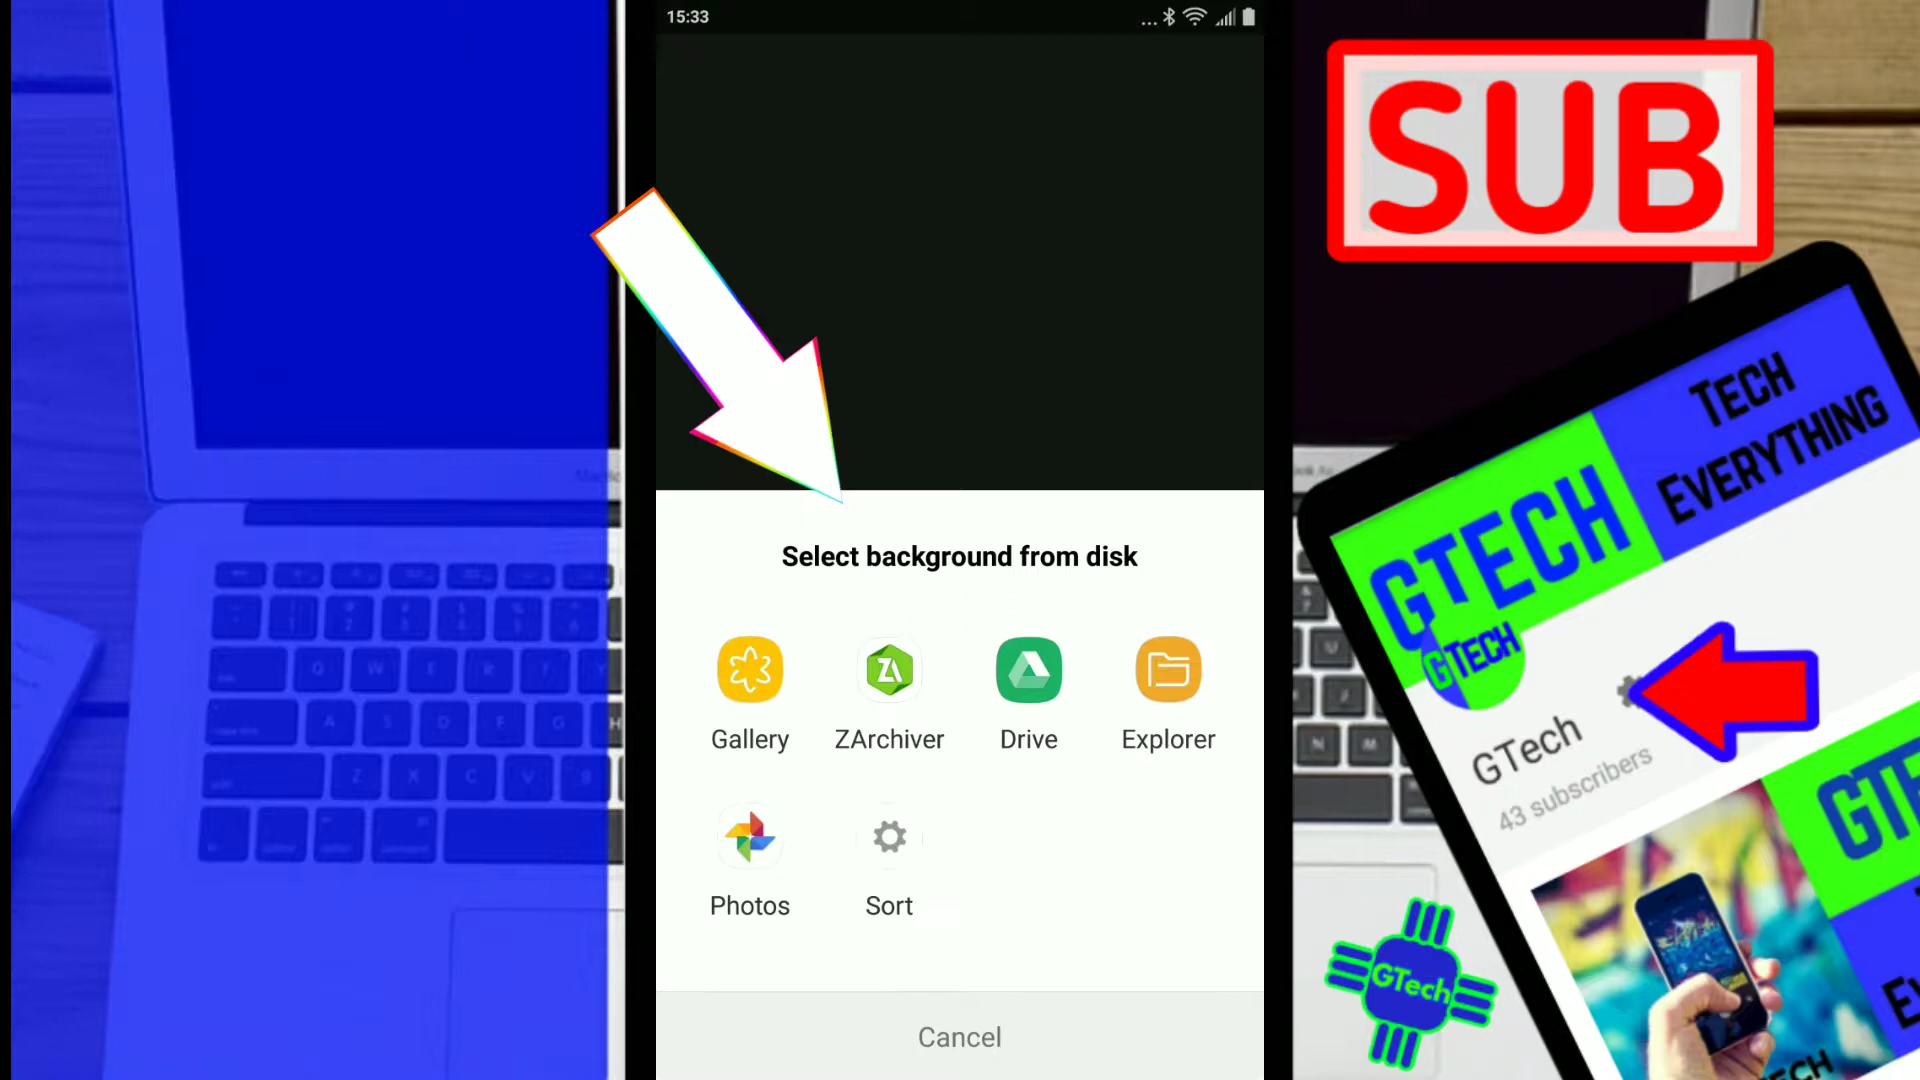 15:33
SUB
TECH
EVERYTHING
GTECH
GTECH
GTech
43 subscribers
Select background from disk
Gallery
ZArchiver
Drive
Explorer
Photos
Sort
Cancel
GTech